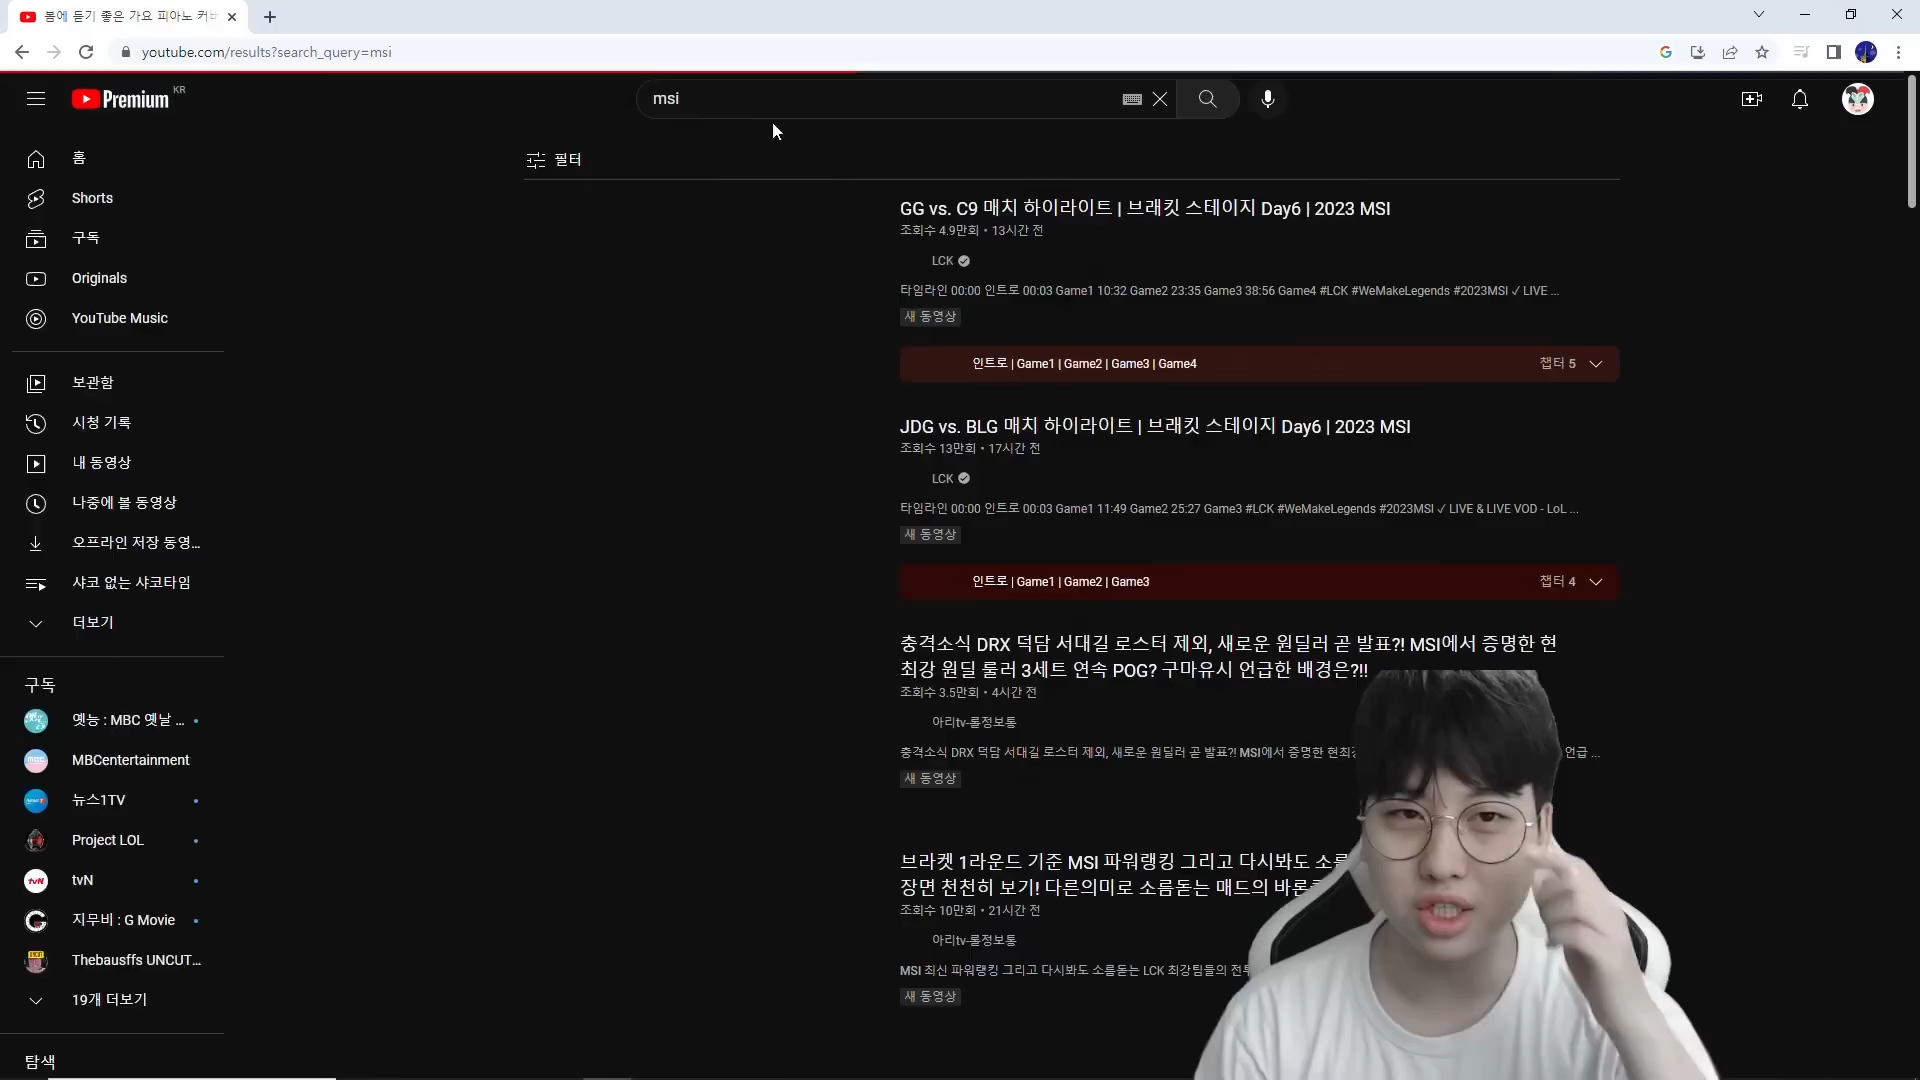 봄에 듣기 좋은 가요 피아노
youtube.com/results?search_query=msi
Premium KR
msi
홈
Shorts
구독
Originals
YouTube Music
보관함
시청 기록
내 동영상
나중에 볼 동영상
오프라인 저장 동영...
샤코 없는 샤코타임
더보기
구독
옛능 : MBC 옛날 ...
MBCentertainment
뉴스1TV
Project LOL
tvN
지무비 : G Movie
Thebausffs UNCUT...
19개 더보기
탐색
필터
GG vs. C9 매치 하이라이트 | 브래킷 스테이지 Day6 | 2023 MSI
조회수 4.9만회 • 13시간 전
LCK
타임라인 00:00 인트로 00:03 Game1 10:32 Game2 23:35 Game3 38:56 Game4 #LCK #WeMakeLegends #2023MSI ✓ LIVE ...
새 동영상
인트로 | Game1 | Game2 | Game3 | Game4 챕터 5
JDG vs. BLG 매치 하이라이트 | 브래킷 스테이지 Day6 | 2023 MSI
조회수 13만회 • 17시간 전
LCK
타임라인 00:00 인트로 00:03 Game1 11:49 Game2 25:27 Game3 #LCK #WeMakeLegends #2023MSI ✓ LIVE & LIVE VOD - LoL ...
새 동영상
인트로 | Game1 | Game2 | Game3 챕터 4
충격소식 DRX 덕담 서대길 로스터 제외, 새로운 원딜러 곧 발표?! MSI에서 증명한 현
최강 원딜 룰러 3세트 연속 POG? 구마유시 언급한 배경은?!!
조회수 3.5만회 • 4시간 전
아리tv-롤정보통
충격소식 DRX 덕담 서대길 로스터 제외, 새로운 원딜러 곧 발표?! MSI에서 증명한 언급 ...
새 동영상
브라켓 1라운드 기준 MSI 파워랭킹 그리고 다시봐도
장면 천천히 보기! 다른의미로 소름돋는 매드의
조회수 10만회 • 21시간 전
아리tv-롤정보통
MSI 최신 파워랭킹 그리고 다시봐도 소름돋는 LCK 최강팀들의
새 동영상